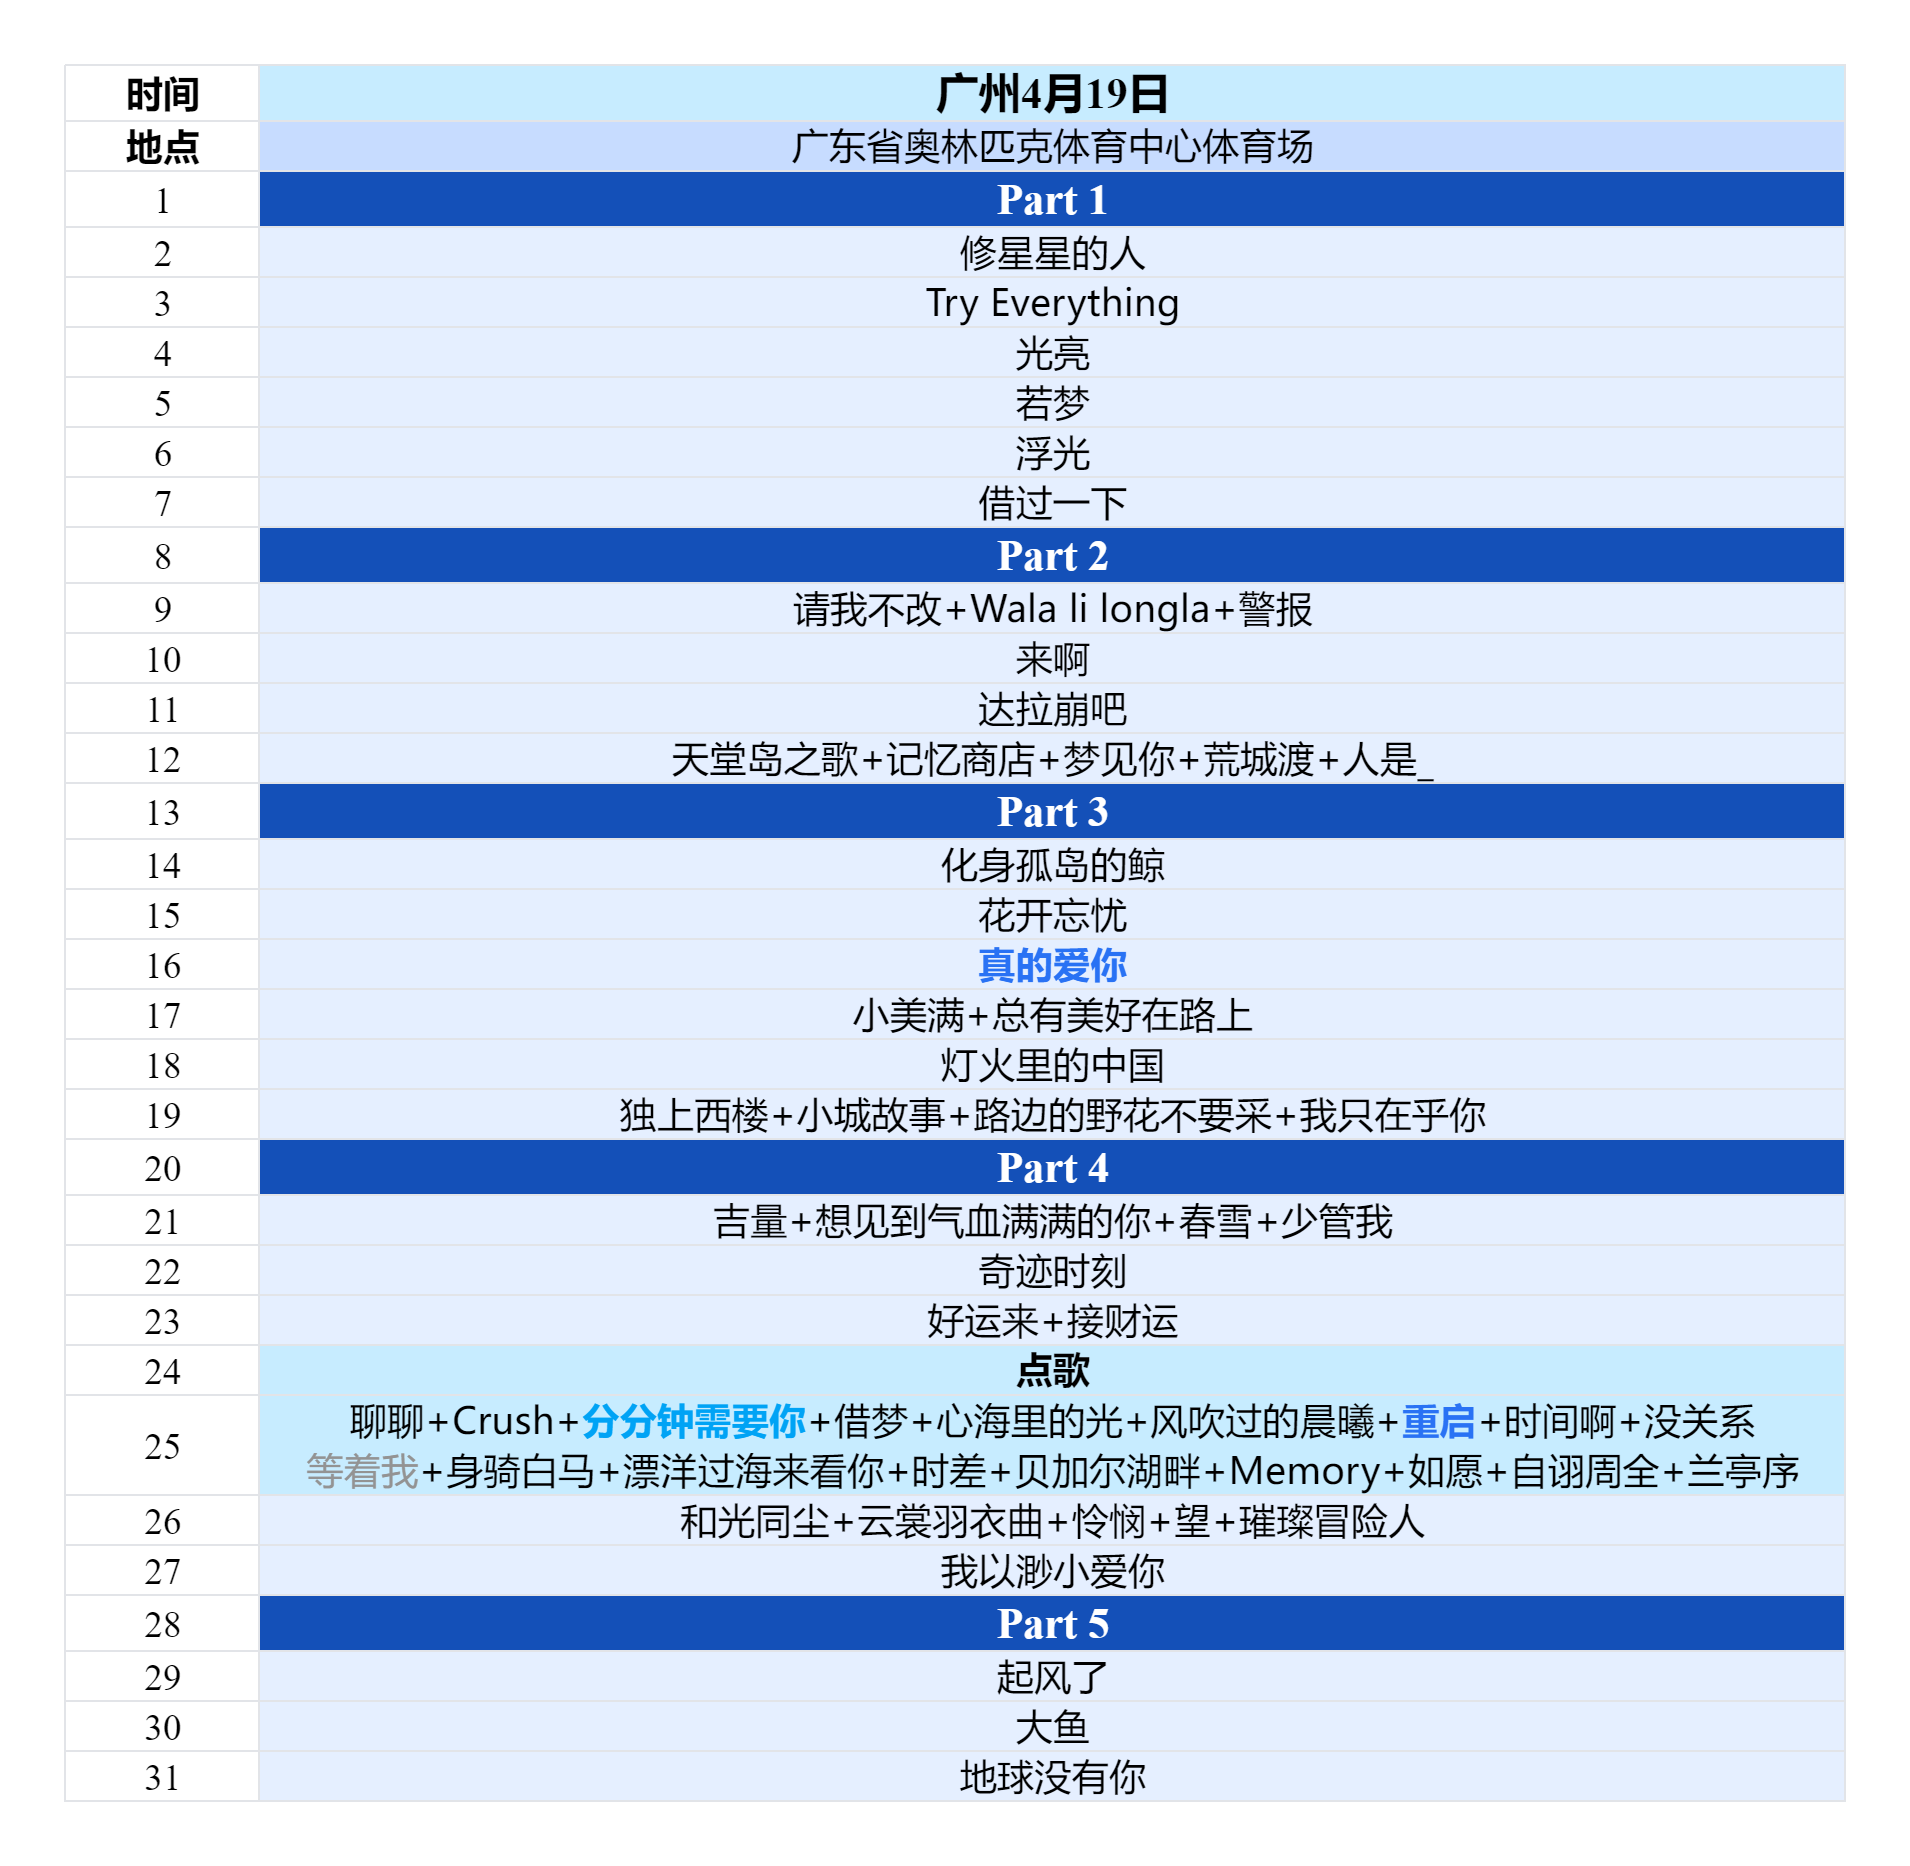 时间 广州4月19日
地点 广东省奥林匹克体育中心体育场
1 Part 1
2 修星星的人
3 Try Everything
4 光亮
5 若梦
6 浮光
7 借过一下
8 Part 2
9 请我不改+Wala li longla+警报
10 来啊
11 达拉崩吧
12 天堂岛之歌+记忆商店+梦见你+荒城渡+人是_
13 Part 3
14 化身孤岛的鲸
15 花开忘忧
16 真的爱你
17 小美满+总有美好在路上
18 灯火里的中国
19 独上西楼+小城故事+路边的野花不要采+我只在乎你
20 Part 4
21 吉量+想见到气血满满的你+春雪+少管我
22 奇迹时刻
23 好运来+接财运
24 点歌
25 聊聊+Crush+分分钟需要你+借梦+心海里的光+风吹过的晨曦+重启+时间啊+没关系
等着我+身骑白马+漂洋过海来看你+时差+贝加尔湖畔+Memory+如愿+自诩周全+兰亭序
26 和光同尘+云裳羽衣曲+怜悯+望+璀璨冒险人
27 我以渺小爱你
28 Part 5
29 起风了
30 大鱼
31 地球没有你